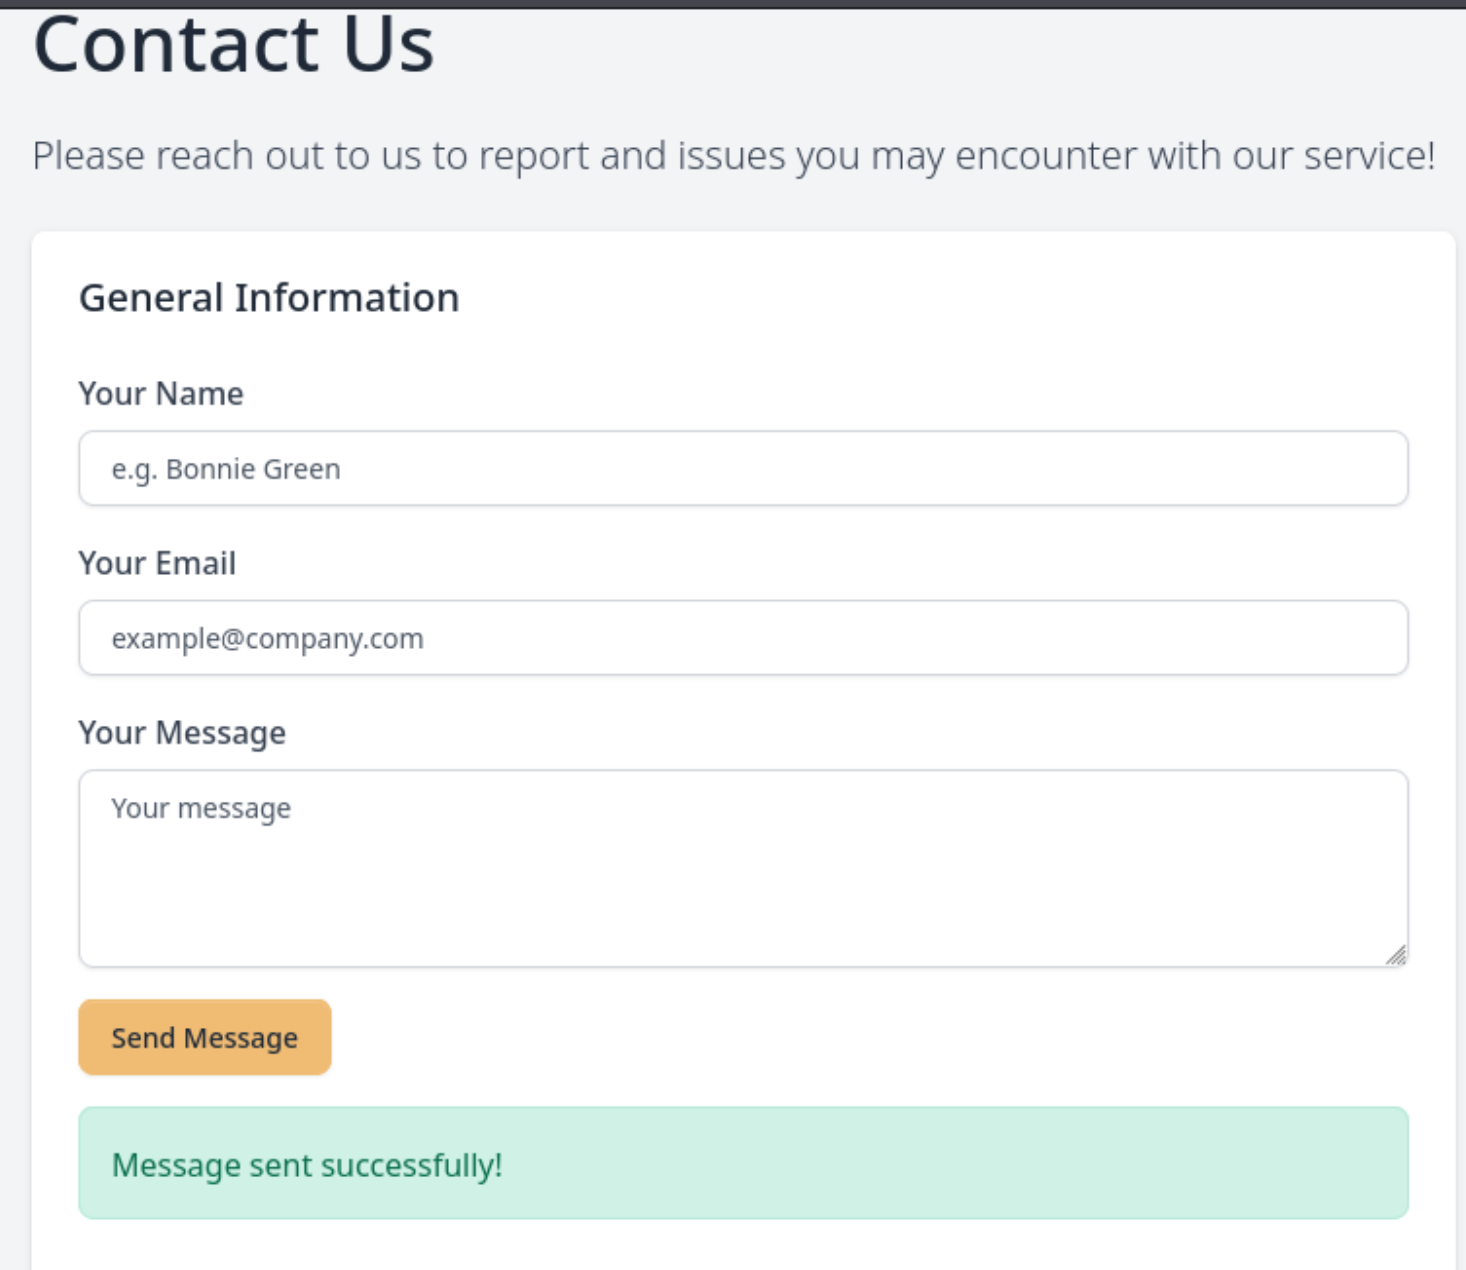 Contact Us
Please reach out to us to report and issues you may encounter with our service!
General Information
Your Name
e.g. Bonnie Green
Your Email
example@company.com
Your Message
Your message
Send Message
Message sent successfully!